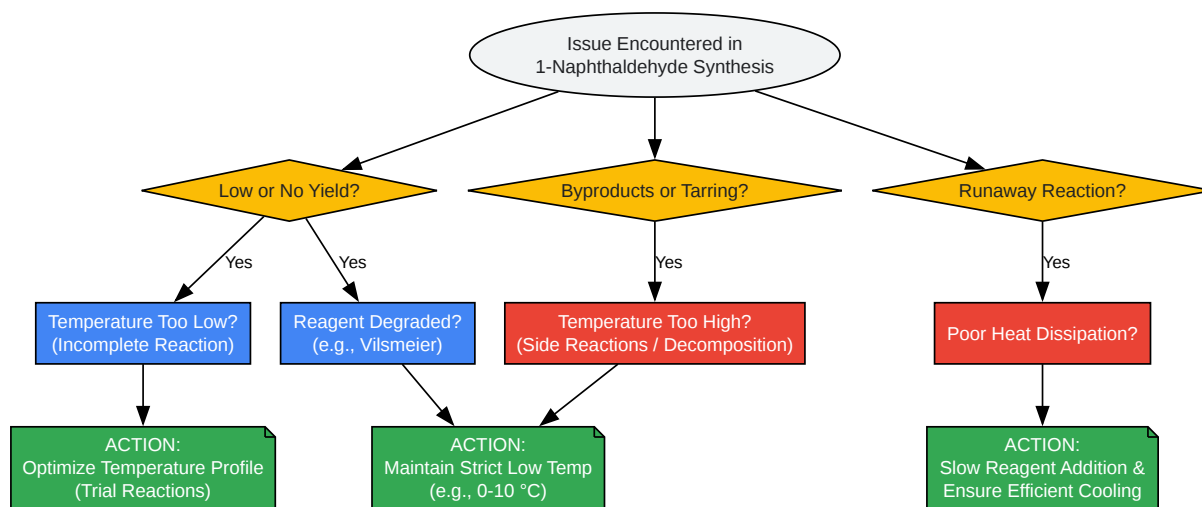 Issue Encountered in
1-Naphthaldehyde Synthesis
Low or No Yield?
Byproducts or Tarring?
Runaway Reaction?
Yes
Yes
Yes
Yes
Temperature Too Low?
(Incomplete Reaction)
Reagent Degraded?
(e.g., Vilsmeier)
Temperature Too High?
(Side Reactions / Decomposition)
Poor Heat Dissipation?
ACTION:
Optimize Temperature Profile
(Trial Reactions)
ACTION:
Maintain Strict Low Temp
(e.g., 0-10 °C)
ACTION:
Slow Reagent Addition &
Ensure Efficient Cooling